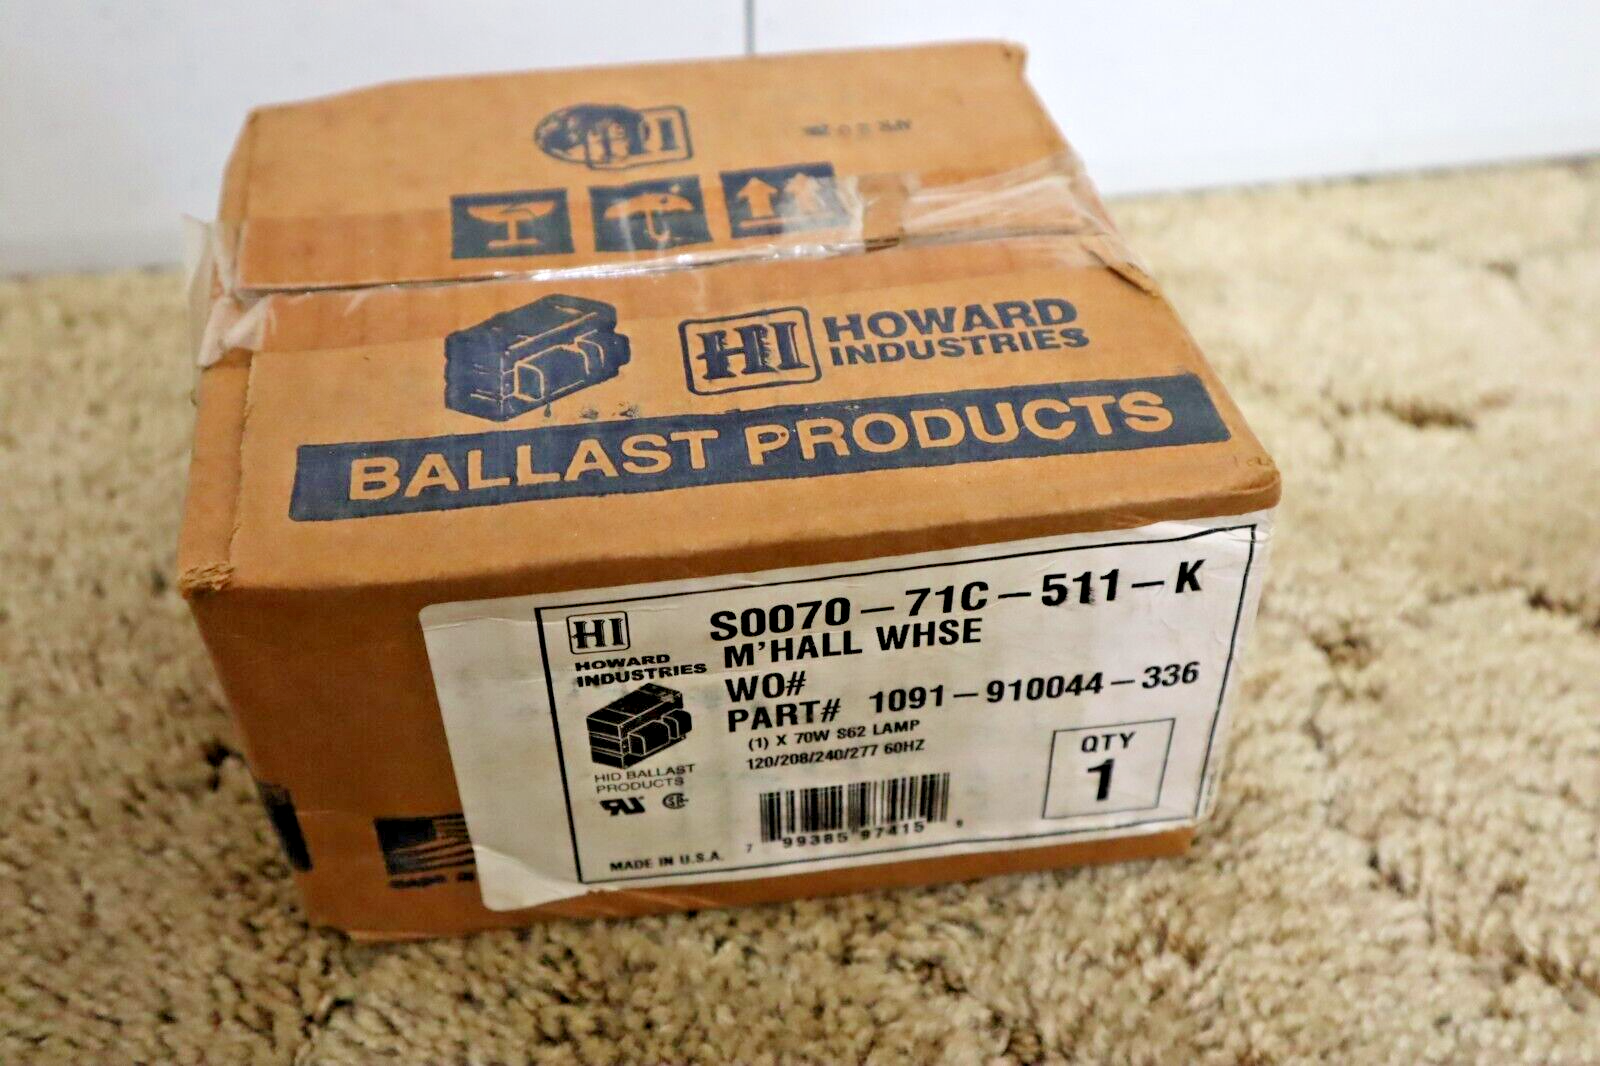 HI
HI HOWARD
INDUSTRIES
BALLAST PRODUCTS
HI
HOWARD
INDUSTRIES
HID BALLAST
PRODUCTS
MADE IN U.S.A.
S0070-71C-511-K
M'HALL WHSE
WO#
PART# 1091-910044-336
(1) X 70W S62 LAMP
120/208/240/277 60HZ
7 99385 97415
QTY
1